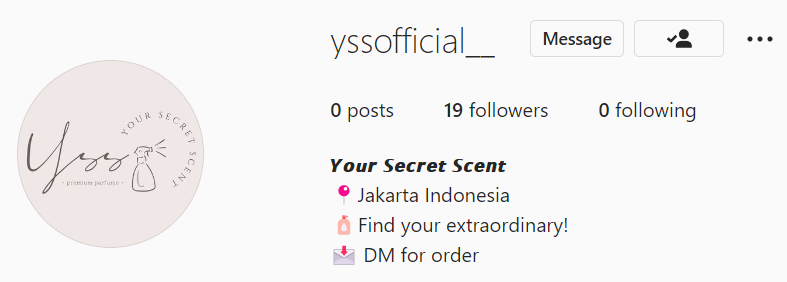 yssofficial__
Message
0 posts 19 followers 0 following
Your Secret Scent
📍 Jakarta Indonesia
🧴 Find your extraordinary!
📩 DM for order
Yss
YOUR SECRET SCENT
- premium parfume -